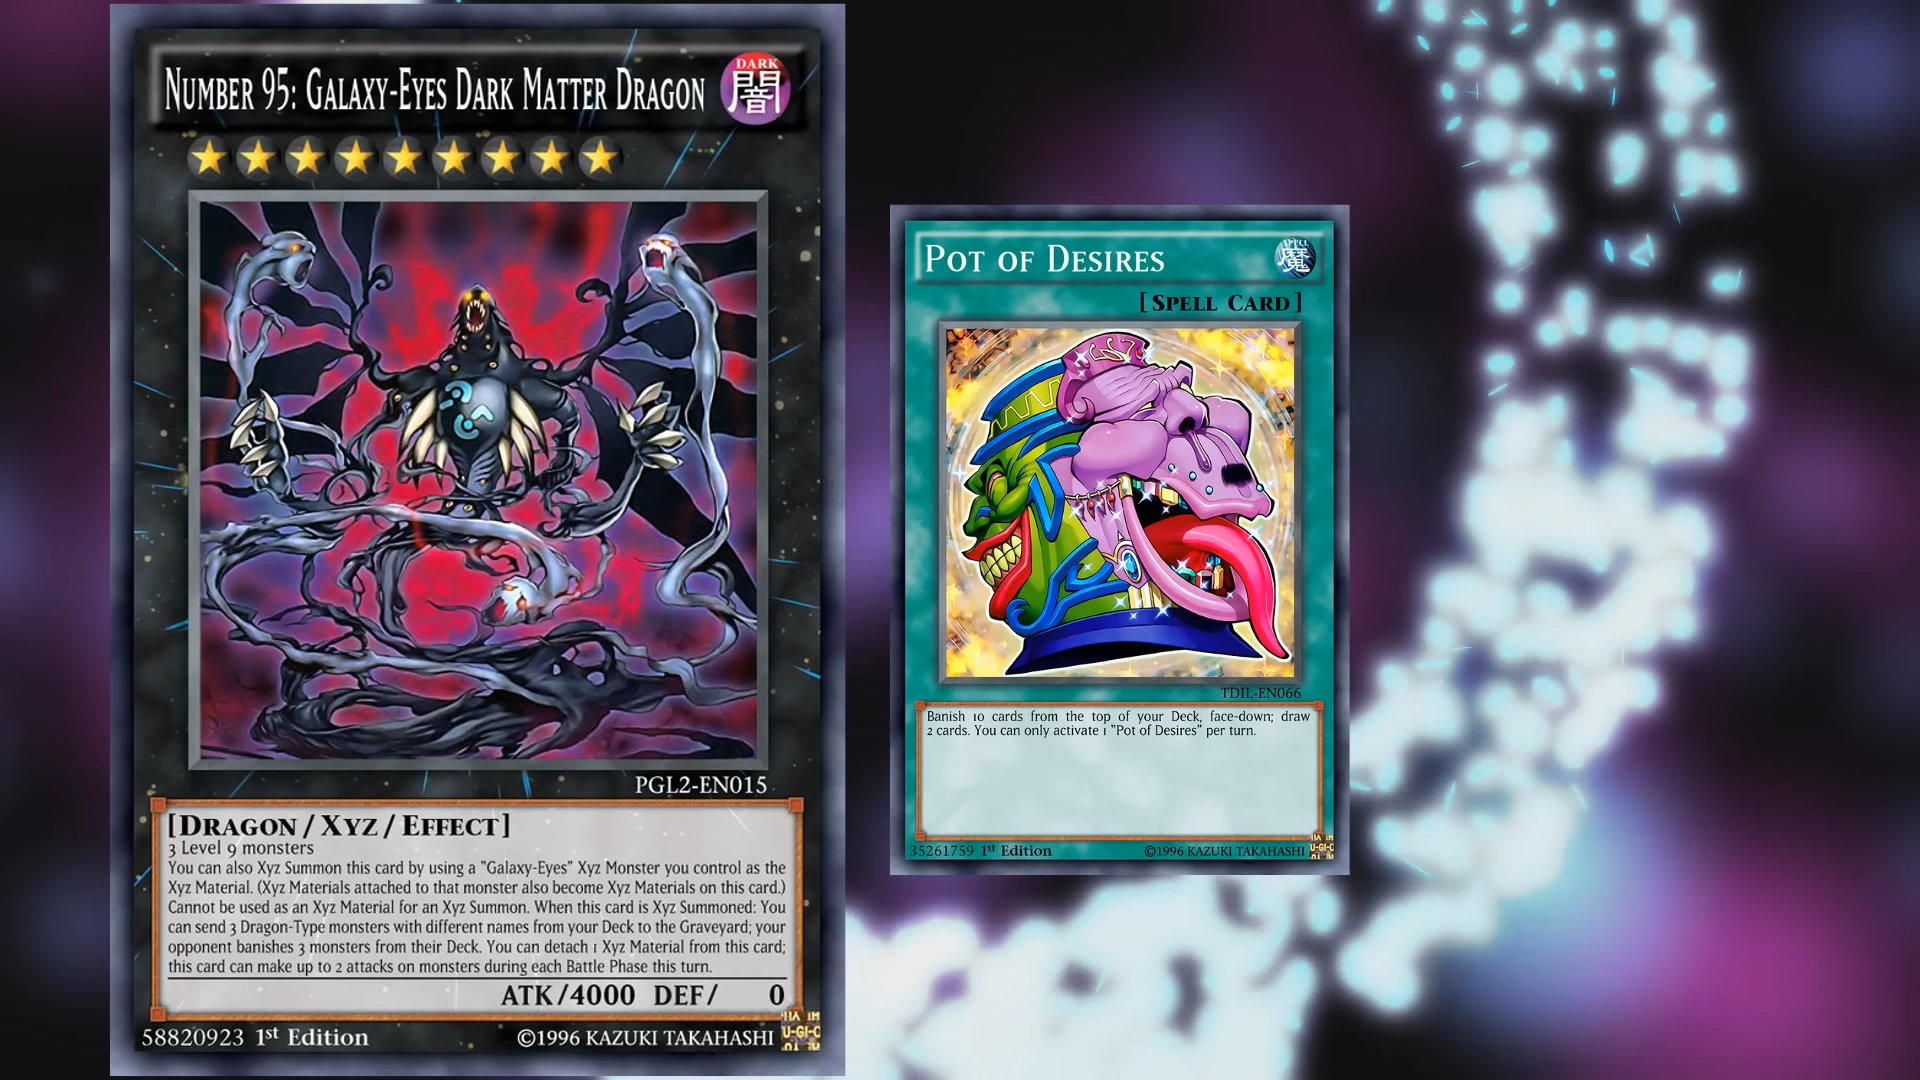 NUMBER 95: GALAXY-EYES DARK MATTER DRAGON
DARK
闇
PGL2-EN015
[DRAGON / XYZ / EFFECT]
3 Level 9 monsters
You can also Xyz Summon this card by using a "Galaxy-Eyes" Xyz Monster you control as the
Xyz Material. (Xyz Materials attached to that monster also become Xyz Materials on this card.)
Cannot be used as an Xyz Material for an Xyz Summon. When this card is Xyz Summoned: You
can send 3 Dragon-Type monsters with different names from your Deck to the Graveyard; your
opponent banishes 3 monsters from their Deck. You can detach 1 Xyz Material from this card;
this card can make up to 2 attacks on monsters during each Battle Phase this turn.
ATK/4000 DEF/ 0
58820923 1st Edition ©1996 KAZUKI TAKAHASHI
POT OF DESIRES
SPELL
魔
[SPELL CARD]
TDIL-EN066
Banish 10 cards from the top of your Deck, face-down; draw
2 cards. You can only activate 1 "Pot of Desires" per turn.
35261759 1st Edition ©1996 KAZUKI TAKAHASHI